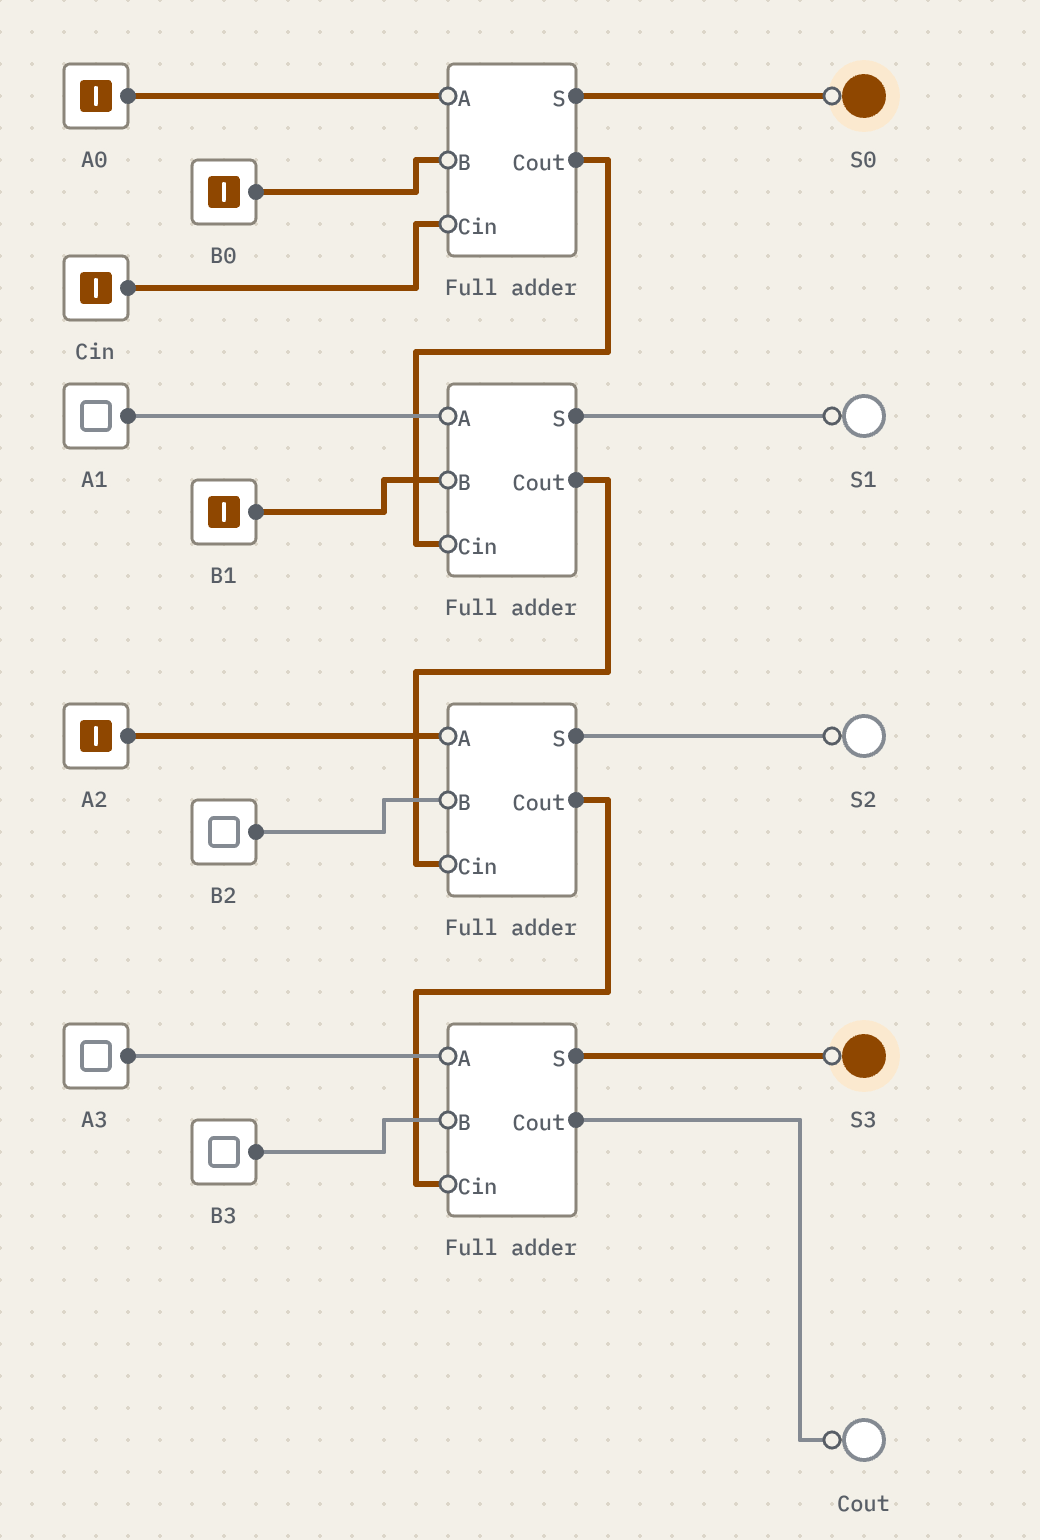 A S
A0 S0
B Cout
B0 Cin
Full adder
Cin
A S
A1 S1
B Cout
B1 Cin
Full adder
A S
A2 S2
B Cout
B2 Cin
Full adder
A S
A3 S3
B Cout
B3 Cin
Full adder
Cout